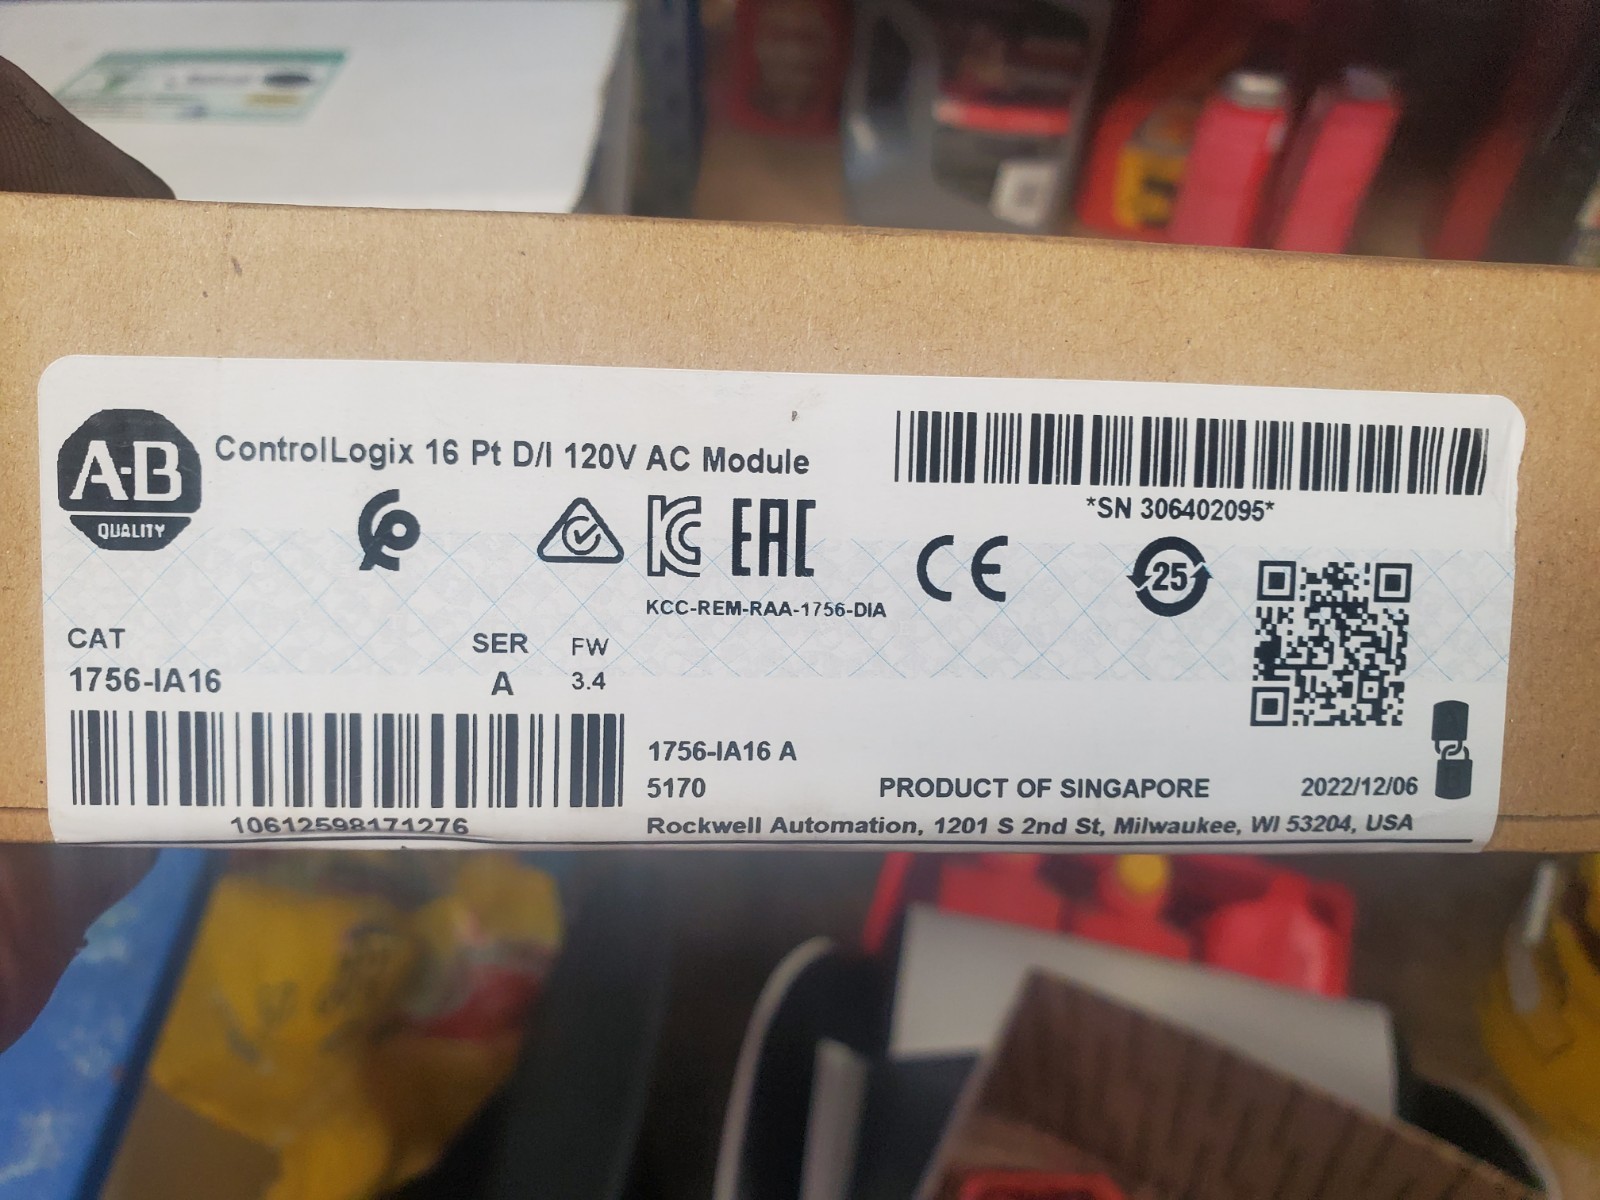 A-B
QUALITY
ControlLogix 16 Pt D/I 120V AC Module
*SN 306402095*
EAC
CE
25
KCC-REM-RAA-1756-DIA
CAT
SER
FW
1756-IA16
A
3.4
1756-IA16 A
5170
PRODUCT OF SINGAPORE
2022/12/06
10612598171276
Rockwell Automation, 1201 S 2nd St, Milwaukee, WI 53204, USA